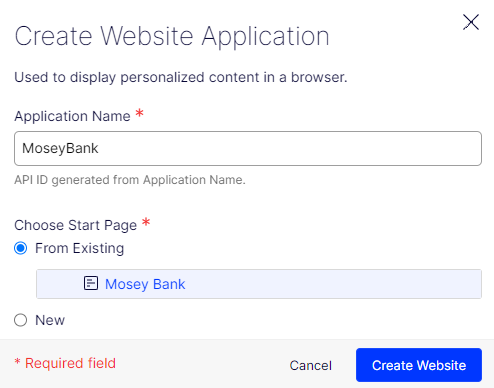 Create Website Application
Used to display personalized content in a browser.
Application Name *
MoseyBank
API ID generated from Application Name.
Choose Start Page *
From Existing
Mosey Bank
New
* Required field
Cancel
Create Website